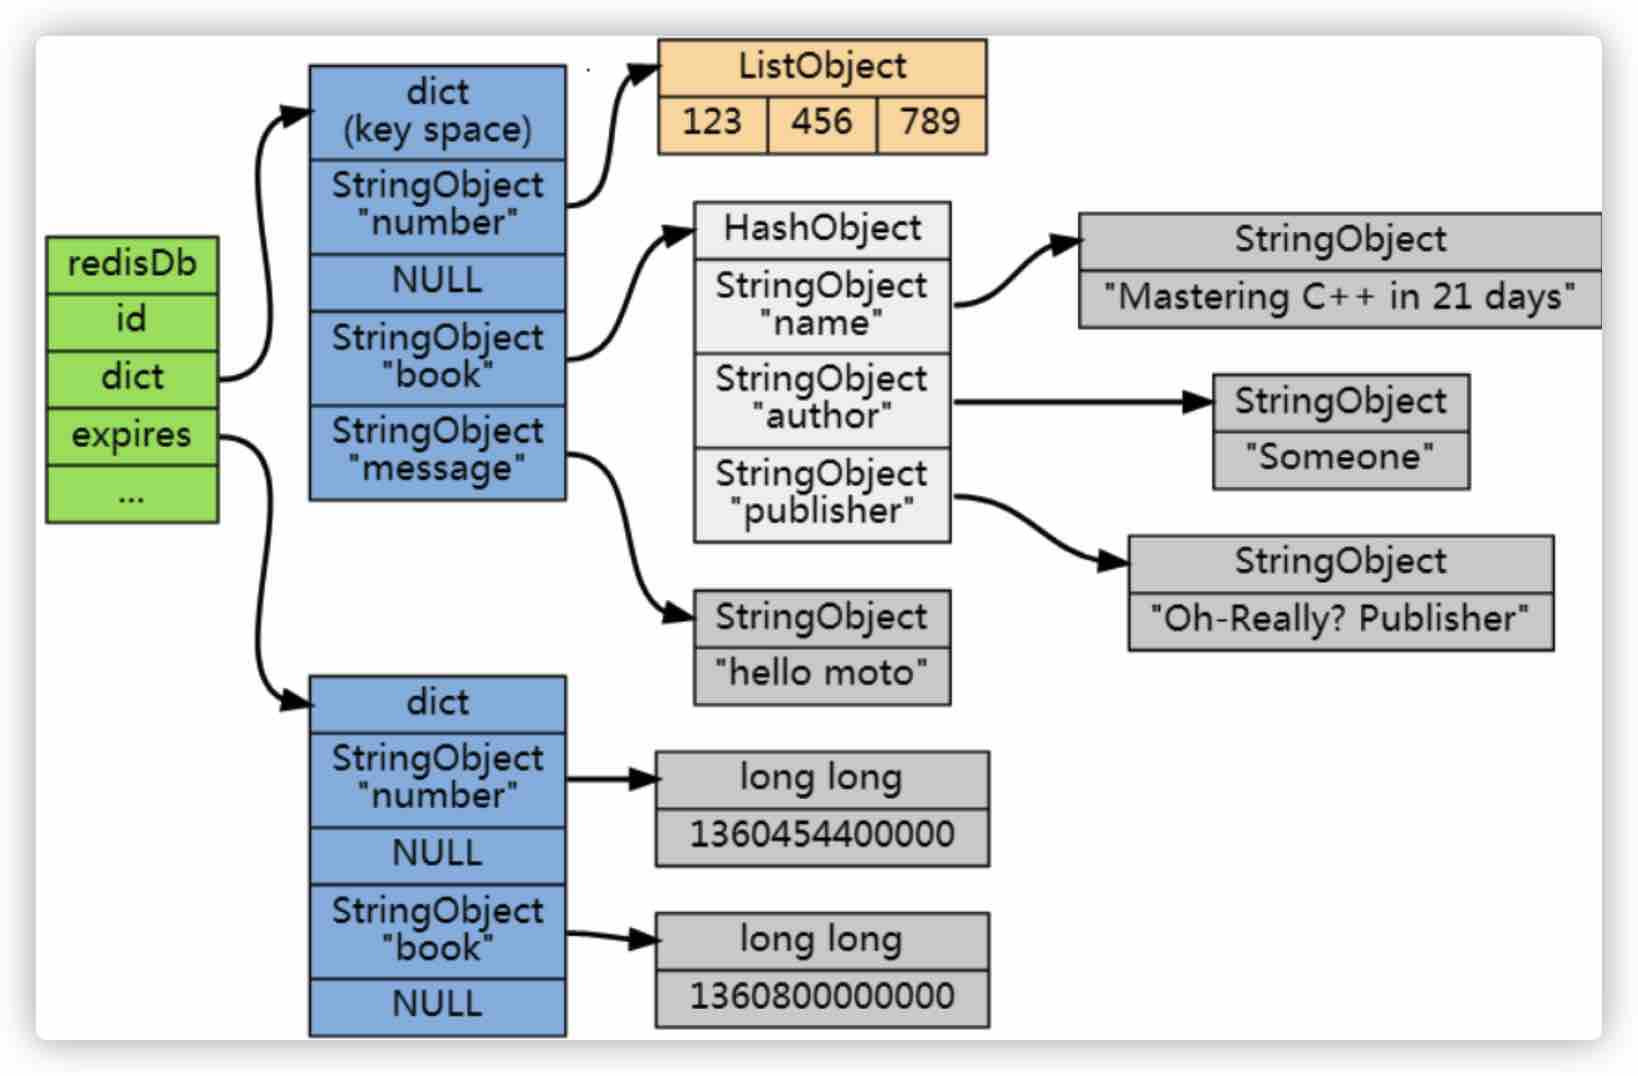 redisDb
id
dict
expires
...
dict
(key space)
StringObject
"number"
NULL
StringObject
"book"
StringObject
"message"
ListObject
123 456 789
HashObject
StringObject
"name"
StringObject
"author"
StringObject
"publisher"
StringObject
"Mastering C++ in 21 days"
StringObject
"Someone"
StringObject
"Oh-Really? Publisher"
StringObject
"hello moto"
dict
StringObject
"number"
NULL
StringObject
"book"
NULL
long long
1360454400000
long long
1360800000000